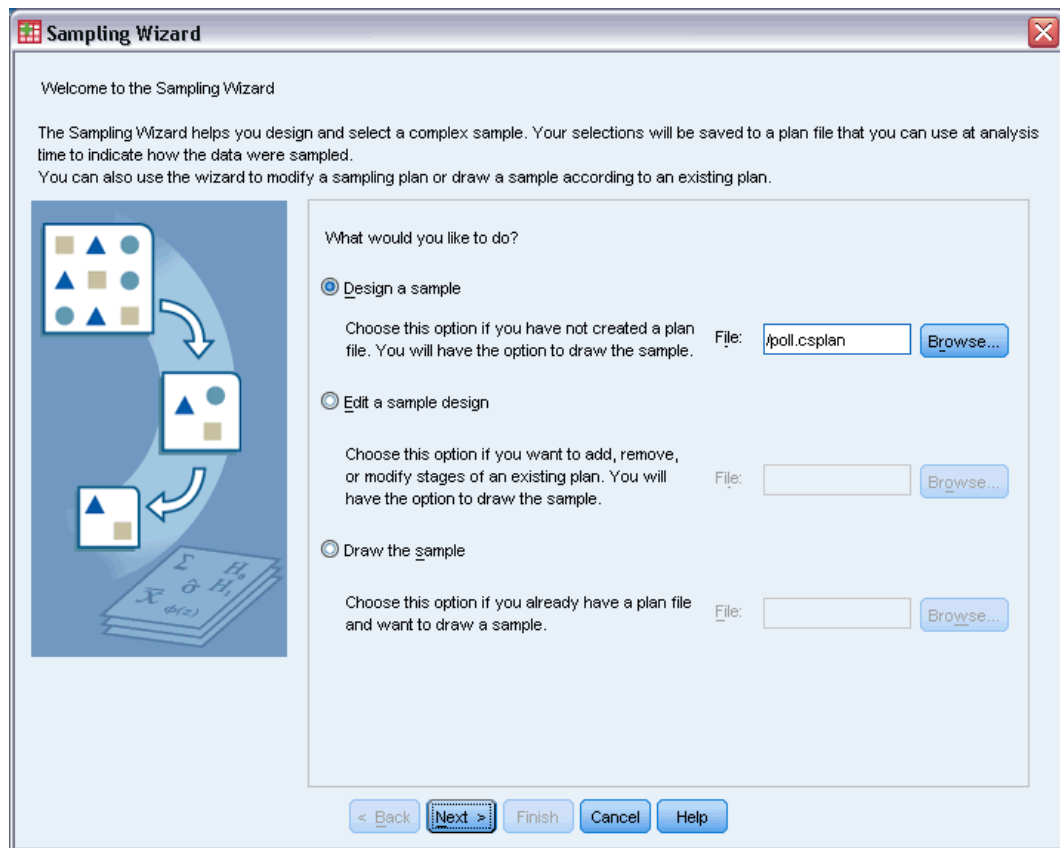 Sampling Wizard
Welcome to the Sampling Wizard
The Sampling Wizard helps you design and select a complex sample. Your selections will be saved to a plan file that you can use at analysis
time to indicate how the data were sampled.
You can also use the wizard to modify a sampling plan or draw a sample according to an existing plan.
What would you like to do?
Design a sample
Choose this option if you have not created a plan
file. You will have the option to draw the sample.
File:
/poll.csplan
Browse...
Edit a sample design
Choose this option if you want to add, remove,
or modify stages of an existing plan. You will
have the option to draw the sample.
File:
Browse...
Draw the sample
Choose this option if you already have a plan file
and want to draw a sample.
File:
Browse...
Σ H₀
X̅ σ̂ H₁
ϕ(z)
< Back
Next >
Finish
Cancel
Help